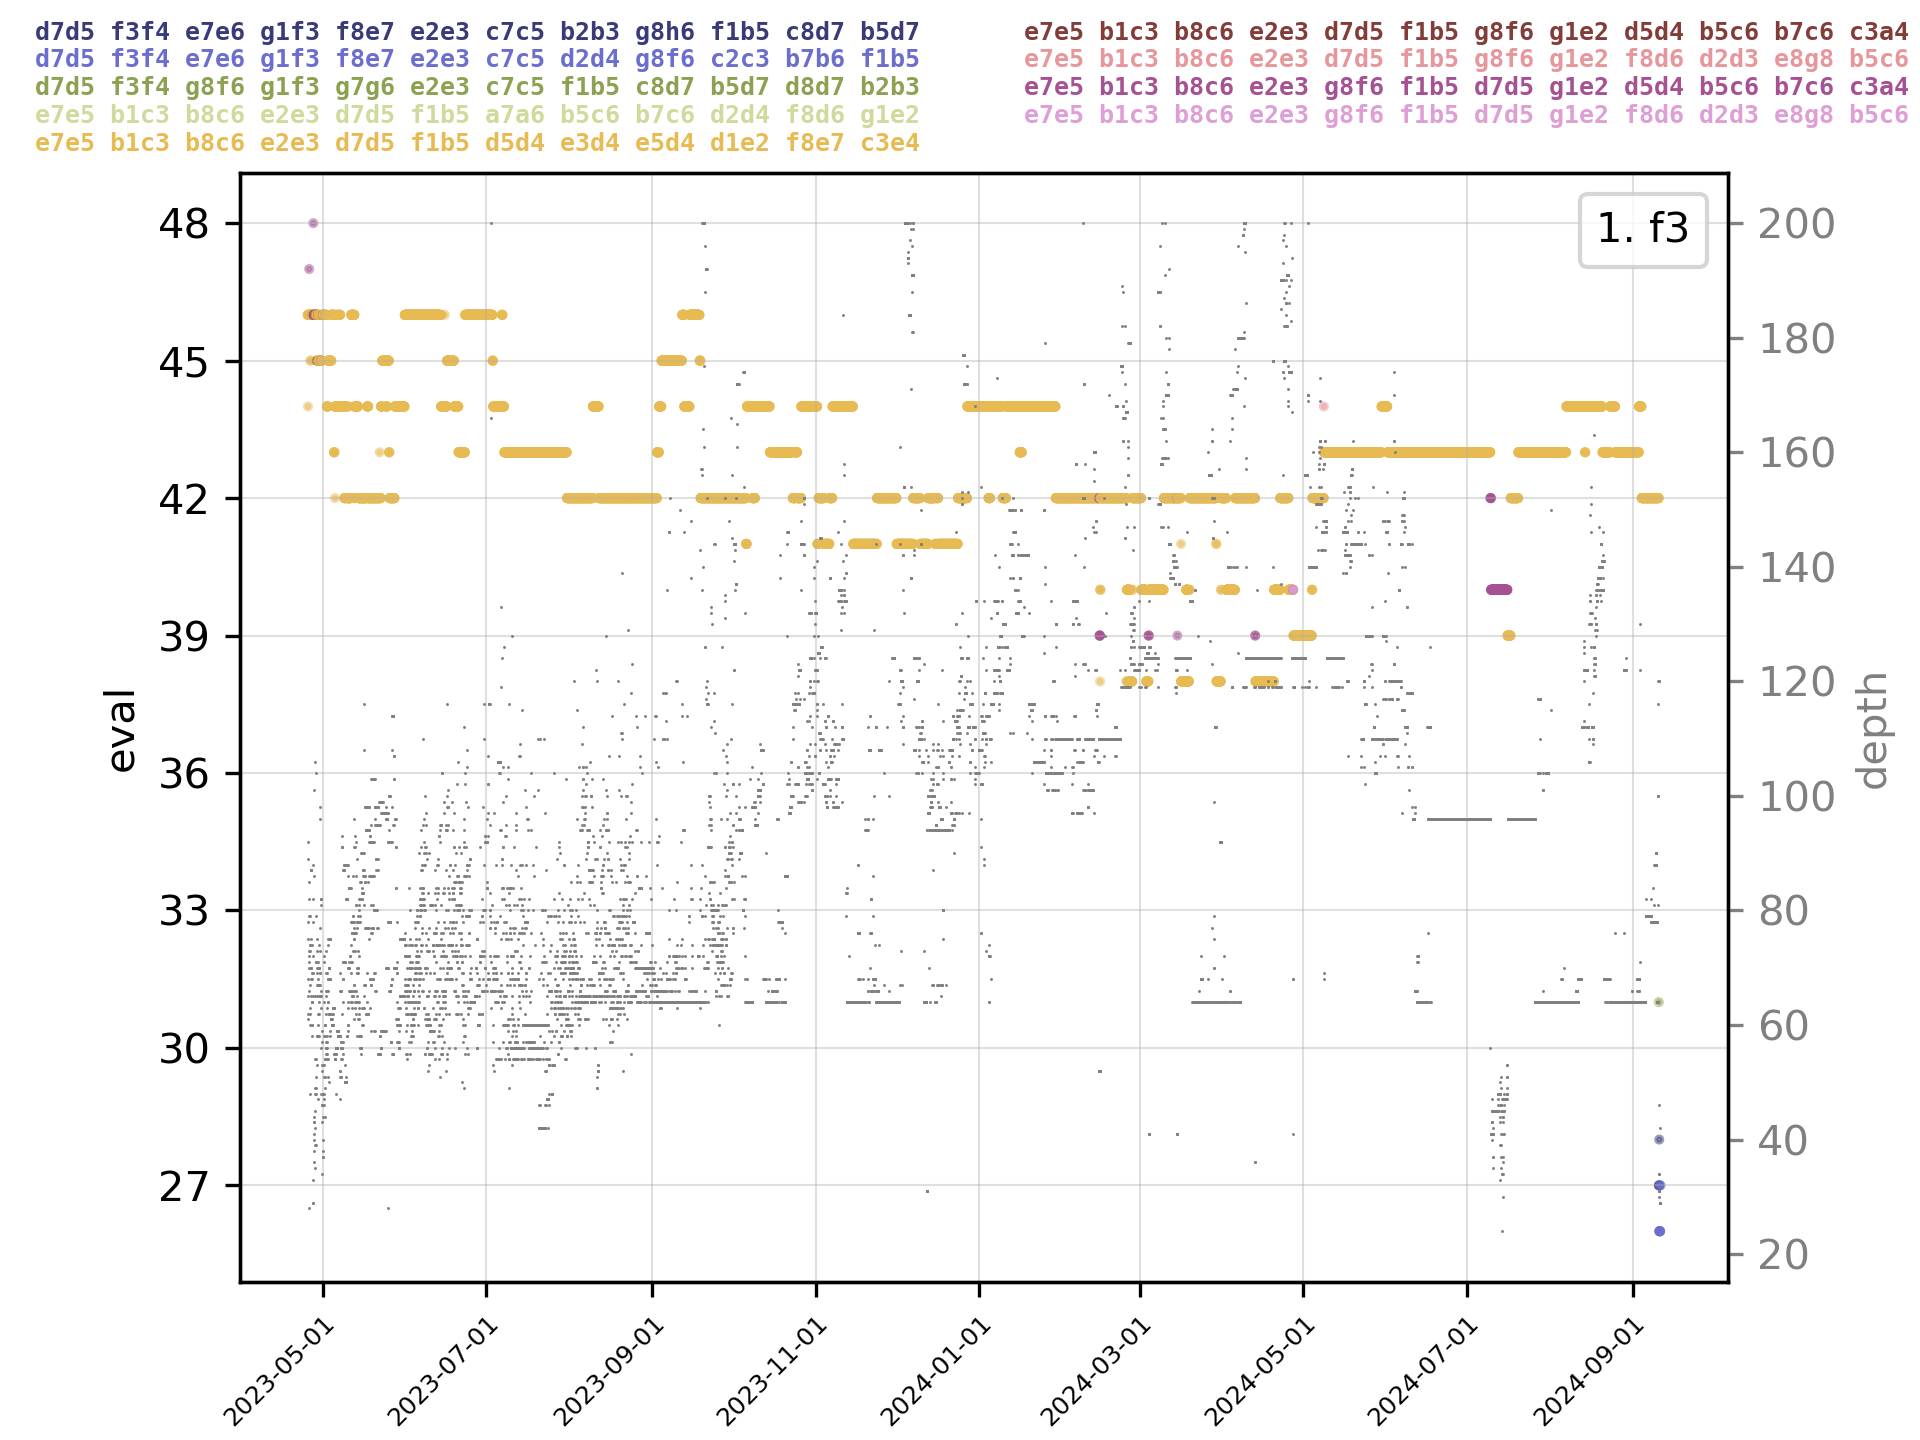 d7d5 f3f4 e7e6 g1f3 f8e7 e2e3 c7c5 b2b3 g8h6 f1b5 c8d7 b5d7
d7d5 f3f4 e7e6 g1f3 f8e7 e2e3 c7c5 d2d4 g8f6 c2c3 b7b6 f1b5
d7d5 f3f4 g8f6 g1f3 g7g6 e2e3 c7c5 f1b5 c8d7 b5d7 d8d7 b2b3
e7e5 b1c3 b8c6 e2e3 d7d5 f1b5 a7a6 b5c6 b7c6 d2d4 f8d6 g1e2
e7e5 b1c3 b8c6 e2e3 d7d5 f1b5 d5d4 e3d4 e5d4 d1e2 f8e7 c3e4
e7e5 b1c3 b8c6 e2e3 d7d5 f1b5 g8f6 g1e2 d5d4 b5c6 b7c6 c3a4
e7e5 b1c3 b8c6 e2e3 d7d5 f1b5 g8f6 g1e2 f8d6 d2d3 e8g8 b5c6
e7e5 b1c3 b8c6 e2e3 g8f6 f1b5 d7d5 g1e2 d5d4 b5c6 b7c6 c3a4
e7e5 b1c3 b8c6 e2e3 g8f6 f1b5 d7d5 g1e2 f8d6 d2d3 e8g8 b5c6
1. f3
48
45
42
39
36
33
30
27
eval
200
180
160
140
120
100
80
60
40
20
depth
2023-05-01
2023-07-01
2023-09-01
2023-11-01
2024-01-01
2024-03-01
2024-05-01
2024-07-01
2024-09-01